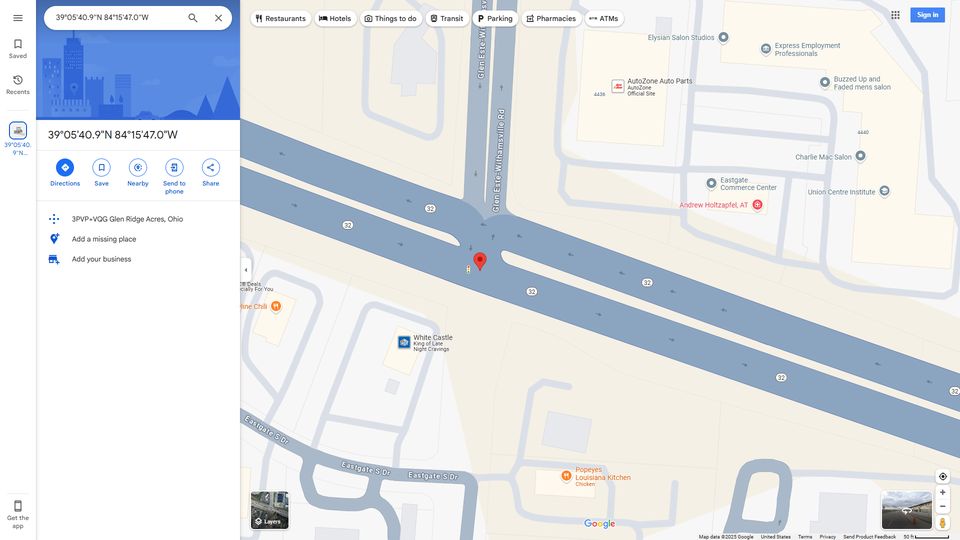 39°05'40.9"N 84°15'47.0"W
Restaurants
Hotels
Things to do
Transit
Parking
Pharmacies
ATMs
Sign in
Saved
Recents
39°05'40.
9"N...
39°05'40.9"N 84°15'47.0"W
Directions
Save
Nearby
Send to
phone
Share
3PVP+VQG Glen Ridge Acres, Ohio
Add a missing place
Add your business
Get the
app
Glen Este-Withamsville Rd
Elysian Salon Studios
Express Employment
Professionals
AutoZone Auto Parts
AutoZone
Official Site
4436
Buzzed Up and
Faded mens salon
4440
Charlie Mac Salon
Eastgate
Commerce Center
Union Centre Institute
Andrew Holtzapfel, AT
32
32
32
32
32
32
Deals
cially For You
ine Chili
White Castle
King of Late
Night Cravings
Eastgate S Dr
Eastgate S Dr
Eastgate S Dr
Popeyes
Louisiana Kitchen
Chicken
Layers
Google
Map data ©2025 Google
United States
Terms
Privacy
Send Product Feedback
50 ft